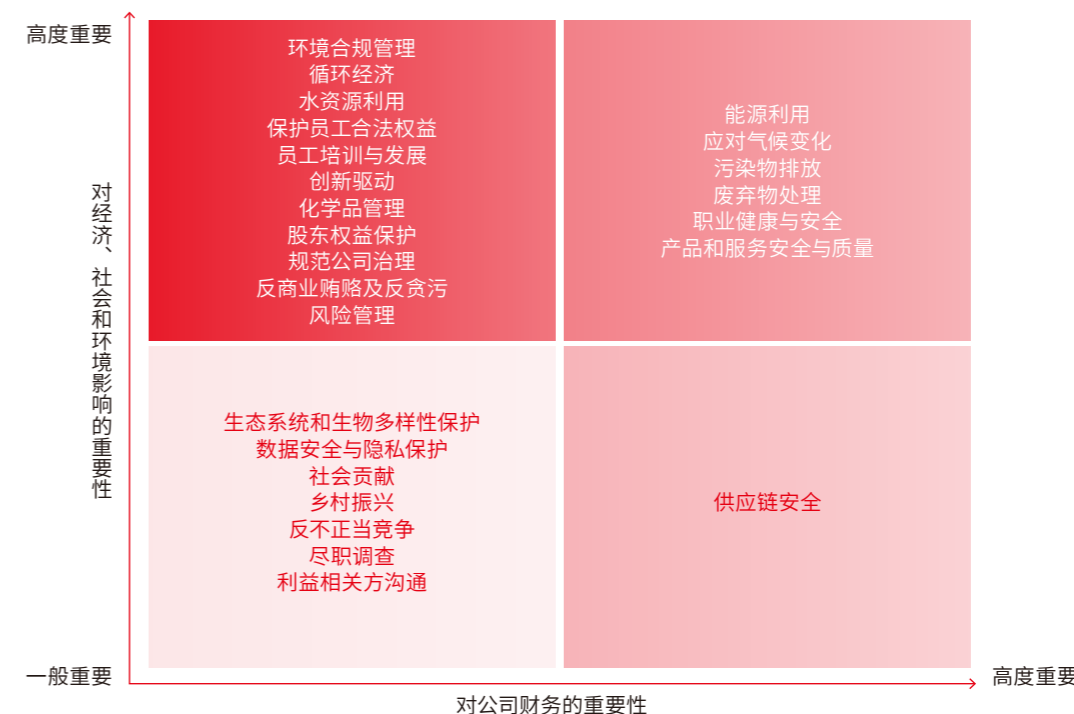 高度重要
环境合规管理
循环经济
水资源利用
保护员工合法权益
员工培训与发展
创新驱动
化学品管理
股东权益保护
规范公司治理
反商业贿赂及反贪污
风险管理
能源利用
应对气候变化
污染物排放
废弃物处理
职业健康与安全
产品和服务安全与质量
对经济、社会和环境影响的重要性
生态系统和生物多样性保护
数据安全与隐私保护
社会贡献
乡村振兴
反不正当竞争
尽职调查
利益相关方沟通
供应链安全
一般重要
高度重要
对公司财务的重要性